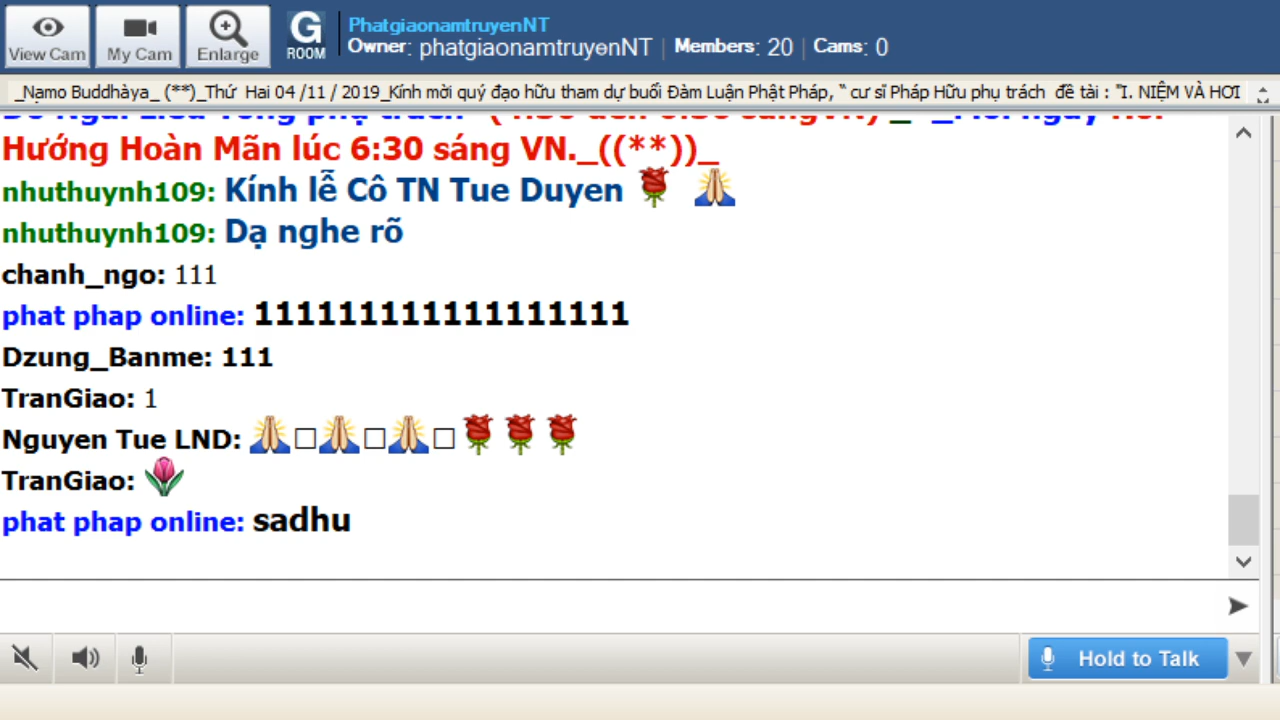 PhatgiaonamtruyenNT
View Cam My Cam Enlarge G ROOM Owner: phatgiaonamtruyenNT | Members: 20 | Cams: 0
_Nạmo Buddhàya_ (**)_Thứ Hai 04 /11 / 2019_Kính mời quý đạo hữu tham dự buổi Đàm Luận Phật Pháp, “ cư sĩ Pháp Hữu phụ trách đề tài : "I. NIỆM VÀ HƠI
Hướng Hoàn Mãn lúc 6:30 sáng VN._((**))_
nhuthuynh109: Kính lễ Cô TN Tue Duyen 🌹 🙏
nhuthuynh109: Dạ nghe rõ
chanh_ngo: 111
phat phap online: 111111111111111111
Dzung_Banme: 111
TranGiao: 1
Nguyen Tue LND: 🙏□🙏□🙏□🌹🌹🌹
TranGiao: 🌷
phat phap online: sadhu
Hold to Talk